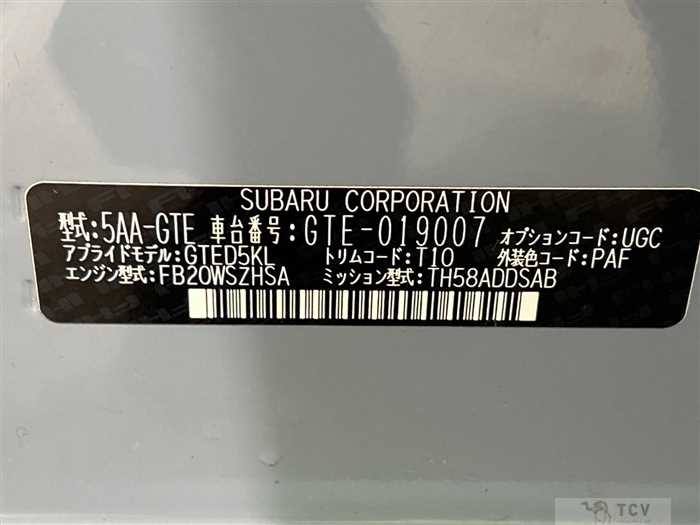 SUBARU CORPORATION
型式:5AA-GTE 車台番号:GTE-019007 オプションコード:UGC
アプライドモデル:GTED5KL トリムコード:T10 外装色コード:PAF
エンジン型式:FB20WSZHSA ミッション型式:TH58ADDSAB
TCV